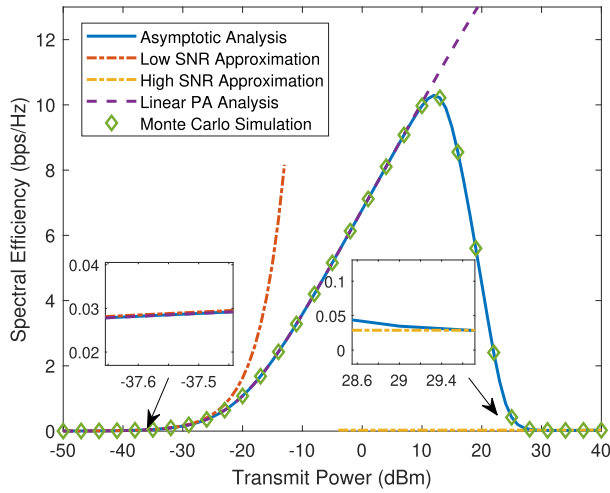 Asymptotic Analysis
Low SNR Approximation
High SNR Approximation
Linear PA Analysis
Monte Carlo Simulation
12
10
8
6
4
2
0
Spectral Efficiency (bps/Hz)
0.04
0.03
0.02
-37.6 -37.5
0.1
0.05
0
28.6 29 29.4
-50 -40 -30 -20 -10 0 10 20 30 40
Transmit Power (dBm)